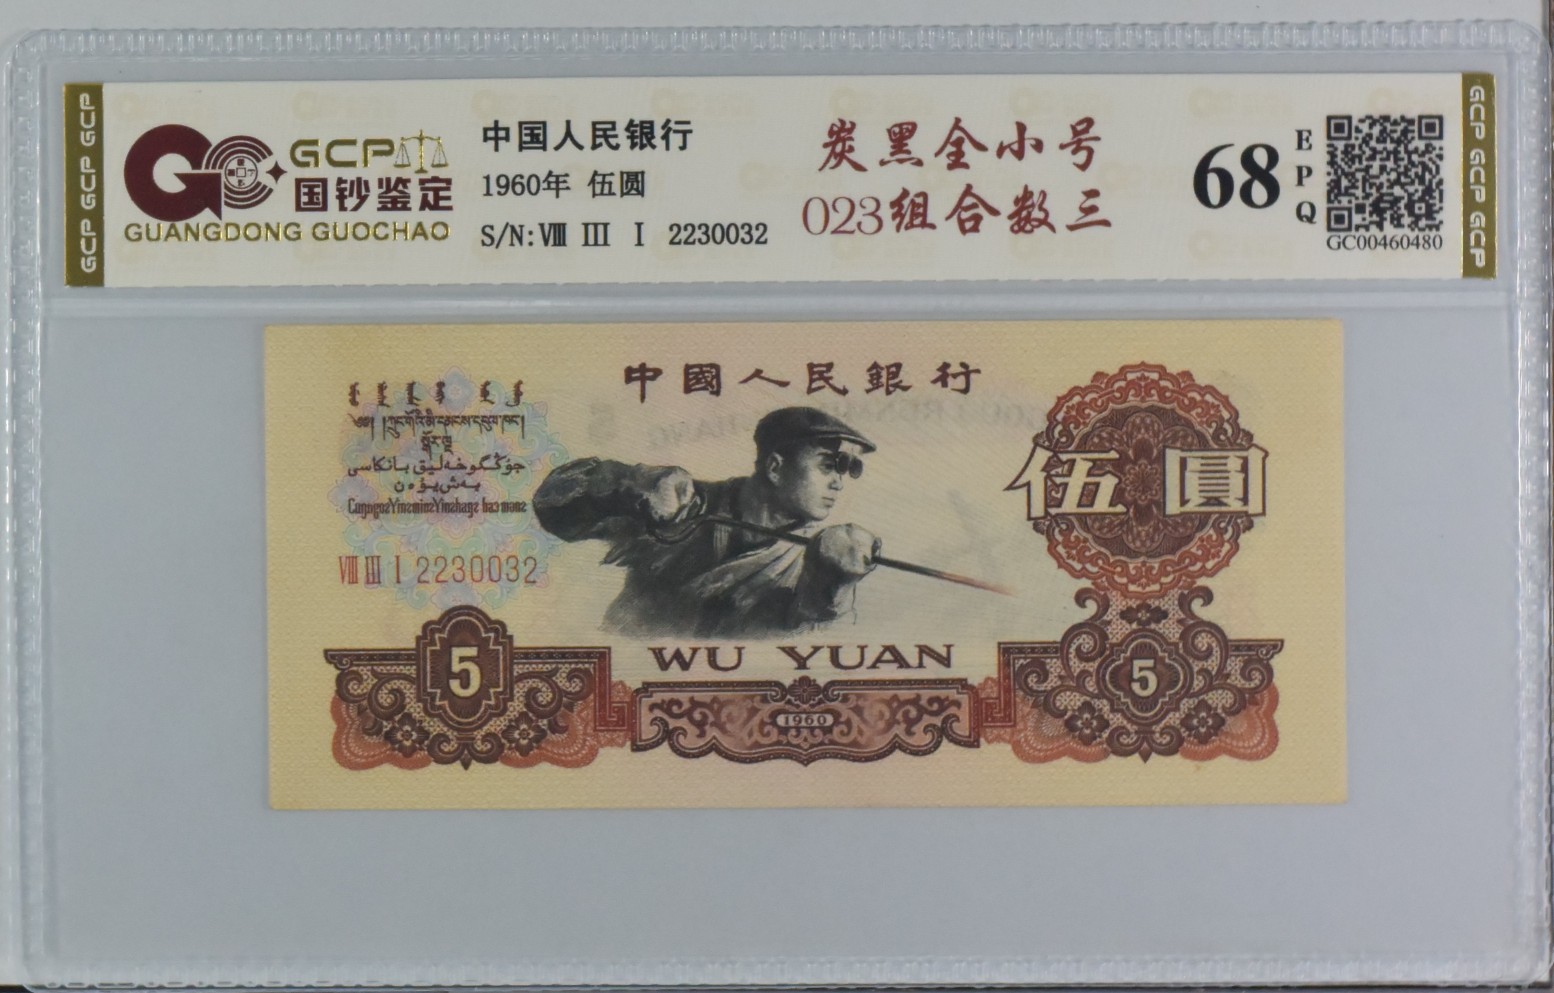 GCP GCP GCP
GCP
国钞鉴定
GUANGDONG GUOCHAO
中国人民银行
1960年 伍圆
S/N:Ⅷ Ⅲ Ⅰ 2230032
炭黑全小号
023组合数三
68
EPQ
GC00460480
GCP GCP GCP
中國人民銀行
伍圓
Ⅷ Ⅲ Ⅰ 2230032
5
WU YUAN
1960
5